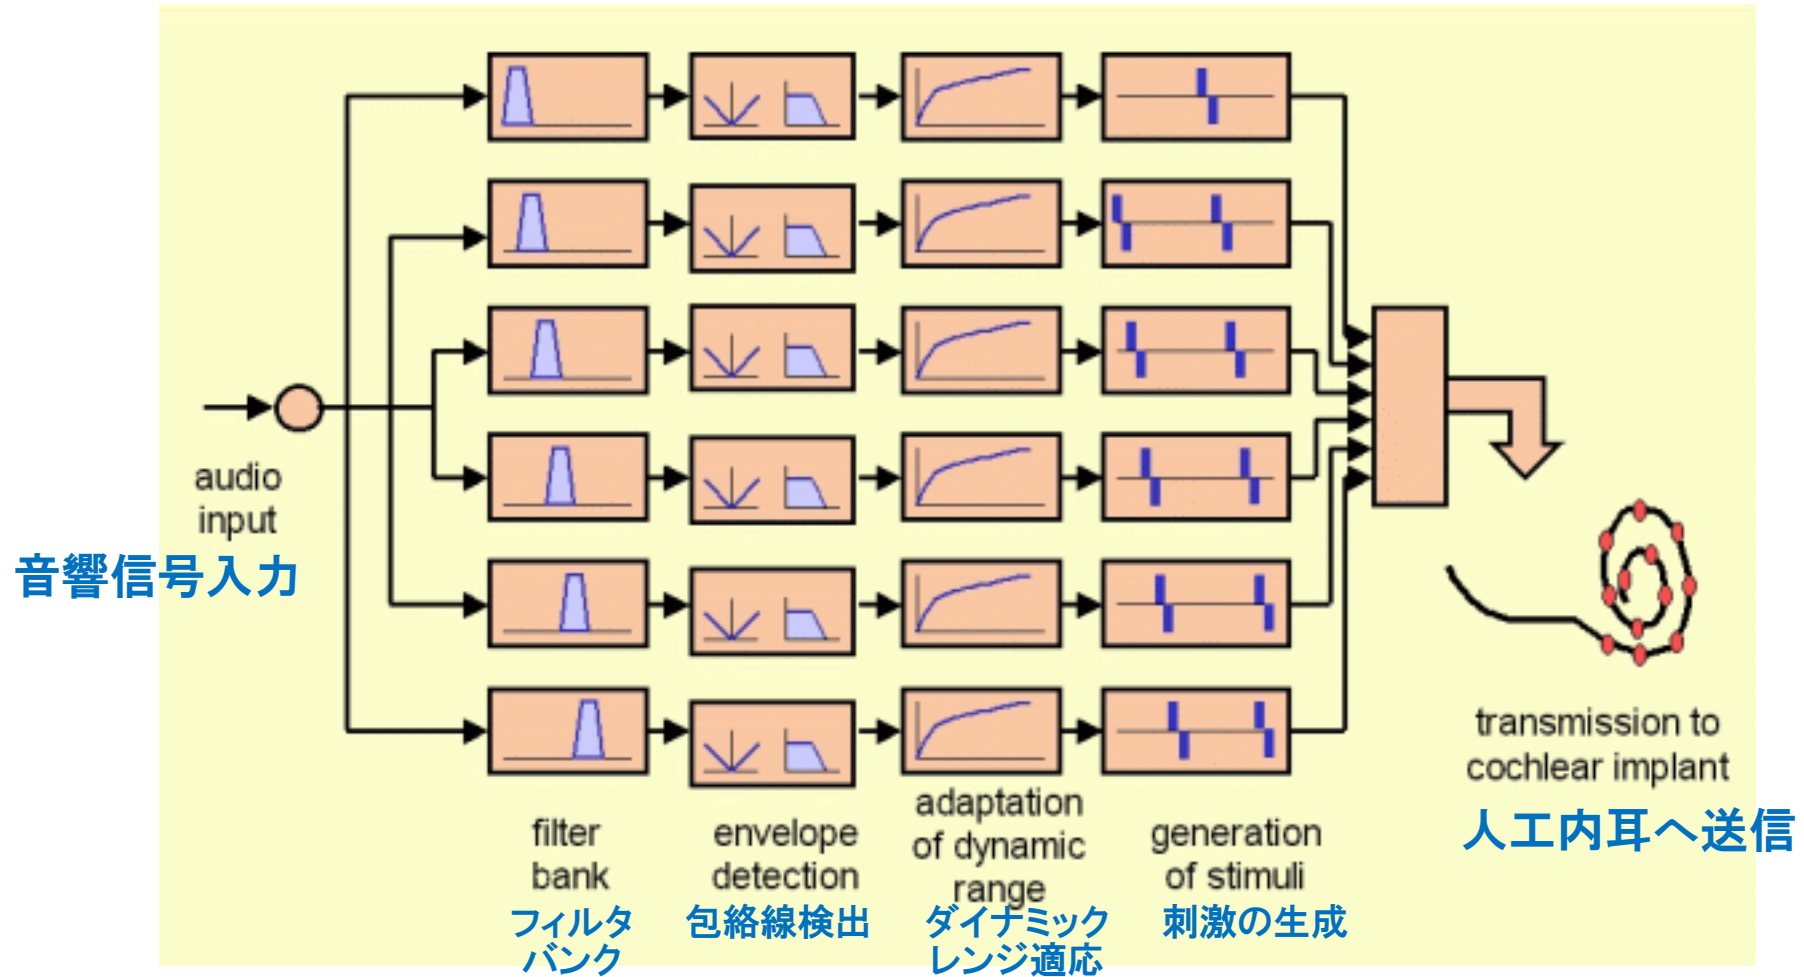 audio
input
音響信号入力
filter
bank
フィルタ
バンク
envelope
detection
包絡線検出
adaptation
of dynamic
range
ダイナミック
レンジ適応
generation
of stimuli
刺激の生成
transmission to
cochlear implant
人工内耳へ送信